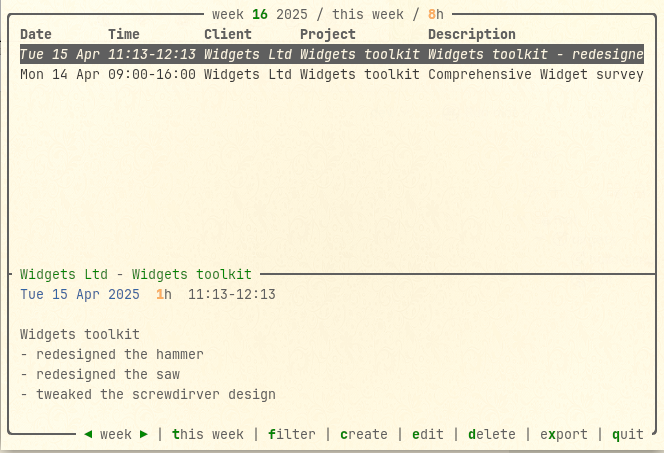 week 16 2025 / this week / 8h
Date Time Client Project Description
Tue 15 Apr 11:13-12:13 Widgets Ltd Widgets toolkit Widgets toolkit - redesigne
Mon 14 Apr 09:00-16:00 Widgets Ltd Widgets toolkit Comprehensive Widget survey
Widgets Ltd - Widgets toolkit
Tue 15 Apr 2025 1h 11:13-12:13
Widgets toolkit
- redesigned the hammer
- redesigned the saw
- tweaked the screwdirver design
◄ week ► | this week | filter | create | edit | delete | export | quit